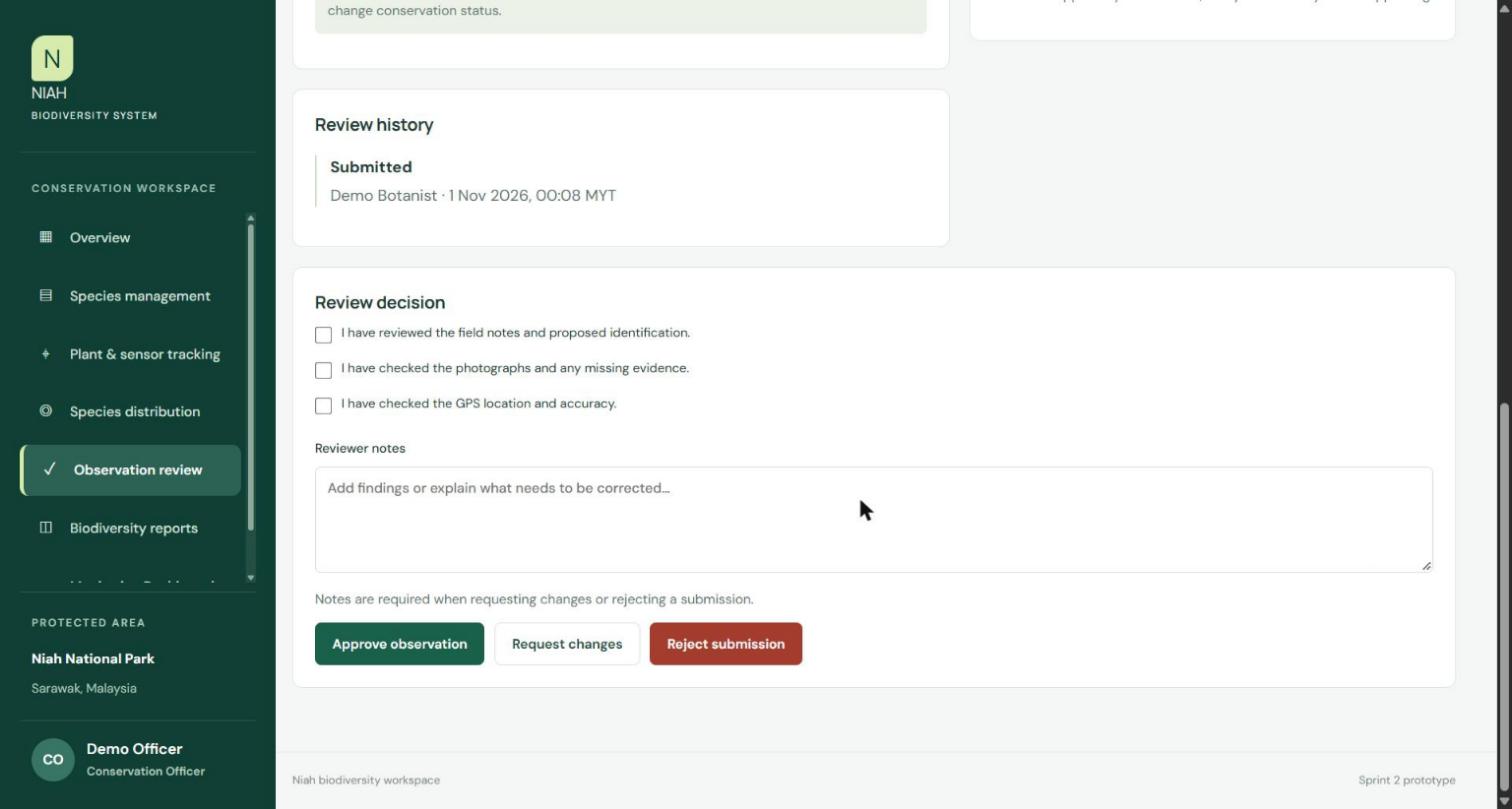 N
NIAH
BIODIVERSITY SYSTEM
CONSERVATION WORKSPACE
Overview
Species management
Plant & sensor tracking
Species distribution
Observation review
Biodiversity reports
PROTECTED AREA
Niah National Park
Sarawak, Malaysia
CO
Demo Officer
Conservation Officer
change conservation status.
Review history
Submitted
Demo Botanist · 1 Nov 2026, 00:08 MYT
Review decision
I have reviewed the field notes and proposed identification.
I have checked the photographs and any missing evidence.
I have checked the GPS location and accuracy.
Reviewer notes
Add findings or explain what needs to be corrected...
Notes are required when requesting changes or rejecting a submission.
Approve observation
Request changes
Reject submission
Niah biodiversity workspace
Sprint 2 prototype